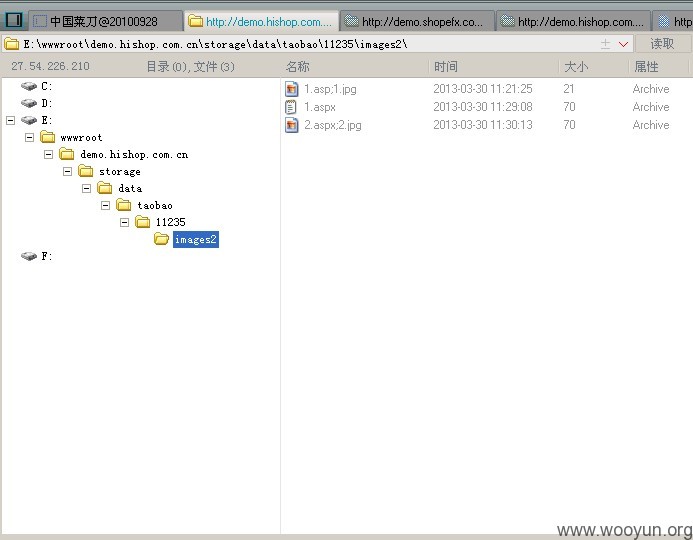 中国菜刀@20100928 http://demo.hishop.com.... http://demo.shopefx.co... http://demo.hishop.com.... http
E:\wwwroot\demo.hishop.com.cn\storage\data\taobao\11235\images2\ 读取
27.54.226.210 目录(0),文件(3) 名称 时间 大小 属性
C: 1.asp;1.jpg 2013-03-30 11:21:25 21 Archive
D: 1.aspx 2013-03-30 11:29:08 70 Archive
E: 2.aspx;2.jpg 2013-03-30 11:30:13 70 Archive
wwwroot
demo.hishop.com.cn
storage
data
taobao
11235
images2
F:
www.wooyun.org